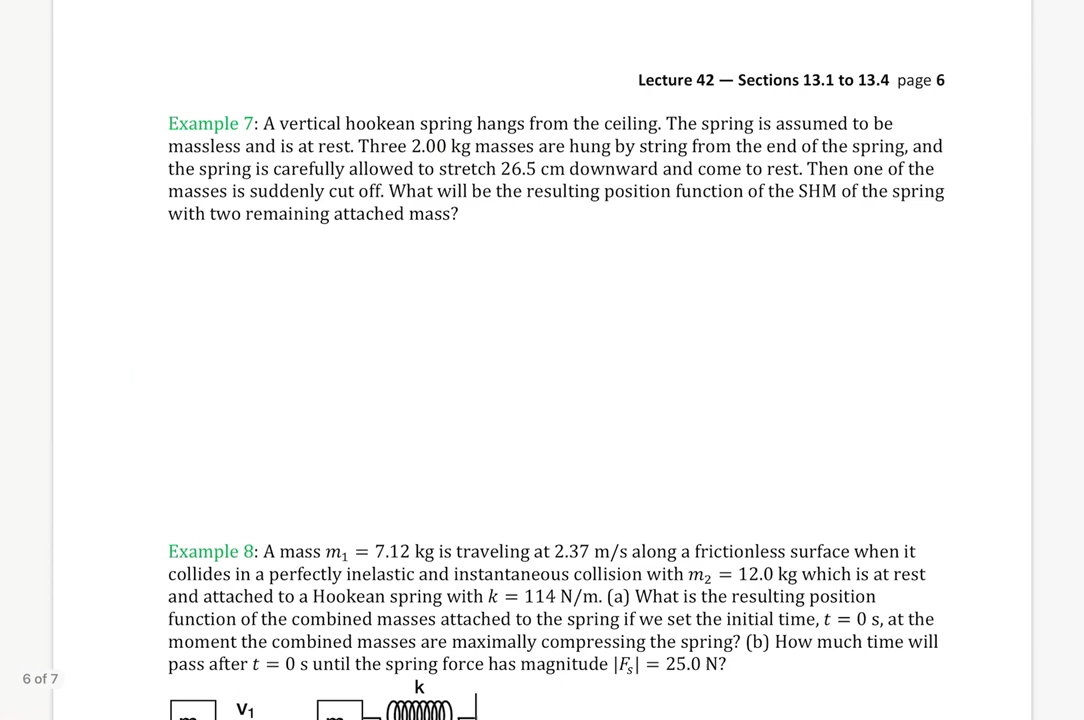 Lecture 42 — Sections 13.1 to 13.4 page 6
Example 7: A vertical hookean spring hangs from the ceiling. The spring is assumed to be
massless and is at rest. Three 2.00 kg masses are hung by string from the end of the spring, and
the spring is carefully allowed to stretch 26.5 cm downward and come to rest. Then one of the
masses is suddenly cut off. What will be the resulting position function of the SHM of the spring
with two remaining attached mass?
Example 8: A mass m₁ = 7.12 kg is traveling at 2.37 m/s along a frictionless surface when it
collides in a perfectly inelastic and instantaneous collision with m₂ = 12.0 kg which is at rest
and attached to a Hookean spring with k = 114 N/m. (a) What is the resulting position
function of the combined masses attached to the spring if we set the initial time, t = 0 s, at the
moment the combined masses are maximally compressing the spring? (b) How much time will
pass after t = 0 s until the spring force has magnitude |Fₛ| = 25.0 N?
6 of 7
k
V₁